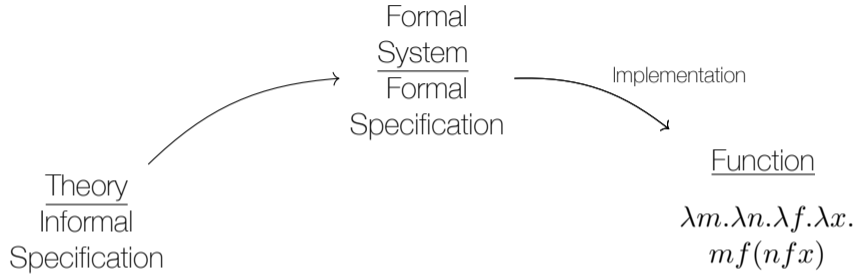 Formal
System
Formal
Specification
Implementation
Theory
Informal
Specification
Function
λm.λn.λf.λx.
mf(nfx)